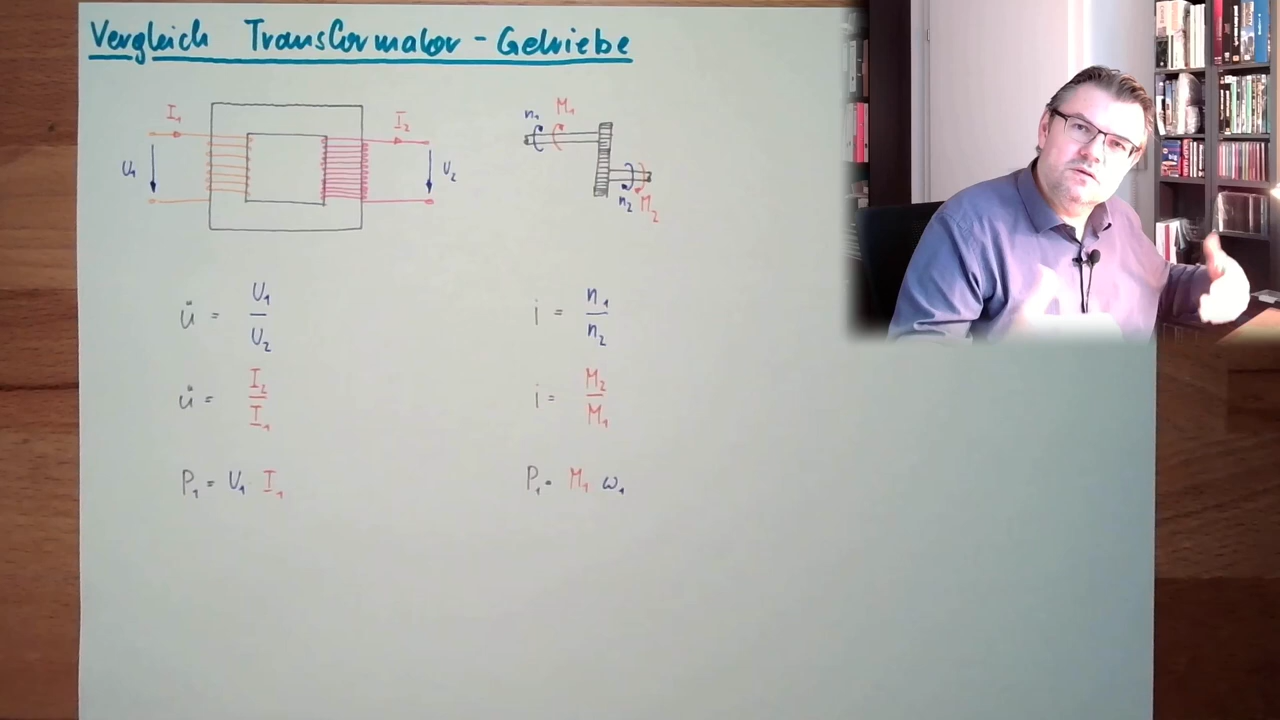 Vergleich Transformator - Getriebe
I₁
I₂
U₁
U₂
n₁ M₁
n₂ M₂
ü = U₁ / U₂
i = n₁ / n₂
ü = I₂ / I₁
i = M₂ / M₁
P₁ = U₁ I₁
P₁ = M₁ ω₁